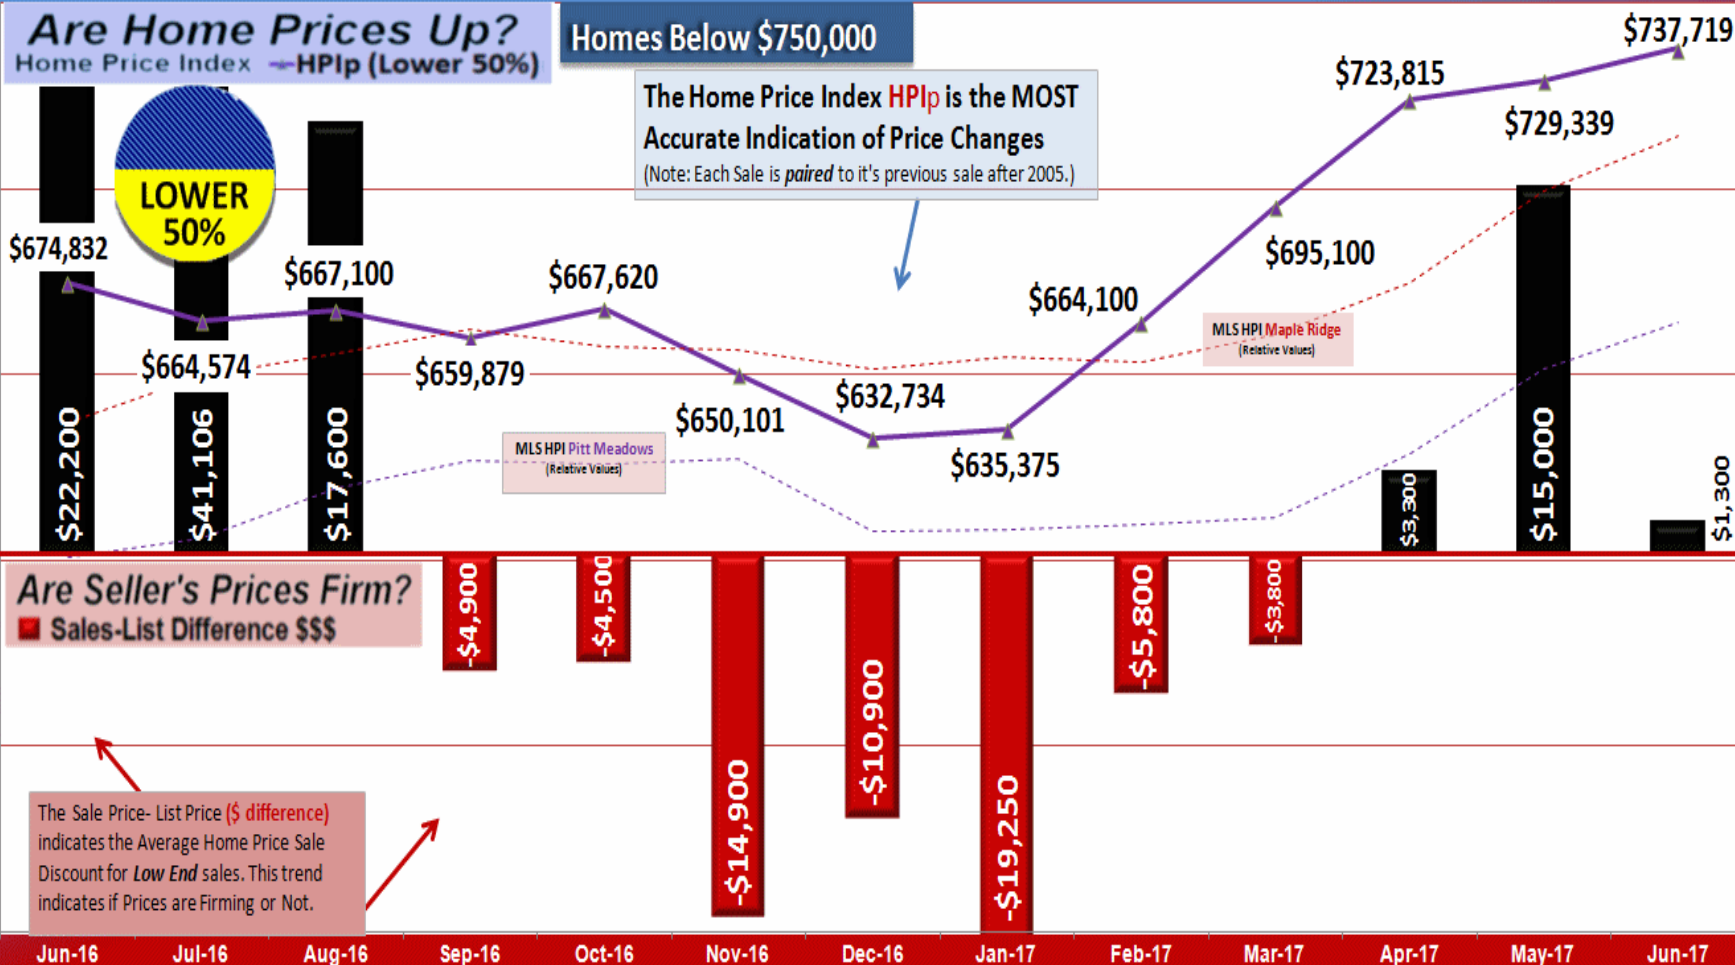 Are Home Prices Up?
Home Price Index HPIp (Lower 50%)
Homes Below $750,000
The Home Price Index HPIp is the MOST
Accurate Indication of Price Changes
(Note: Each Sale is paired to it's previous sale after 2005.)
LOWER
50%
$674,832
$664,574
$667,100
$659,879
$667,620
$650,101
$632,734
$635,375
$664,100
$695,100
$723,815
$729,339
$737,719
MLS HPI Maple Ridge
(Relative Values)
MLS HPI Pitt Meadows
(Relative Values)
$22,200
$41,106
$17,600
$3,300
$15,000
$1,300
Are Seller's Prices Firm?
Sales-List Difference $$$
-$4,900
-$4,500
-$14,900
-$10,900
-$19,250
-$5,800
-$3,800
The Sale Price- List Price ($ difference)
indicates the Average Home Price Sale
Discount for Low End sales. This trend
indicates if Prices are Firming or Not.
Jun-16 Jul-16 Aug-16 Sep-16 Oct-16 Nov-16 Dec-16 Jan-17 Feb-17 Mar-17 Apr-17 May-17 Jun-17